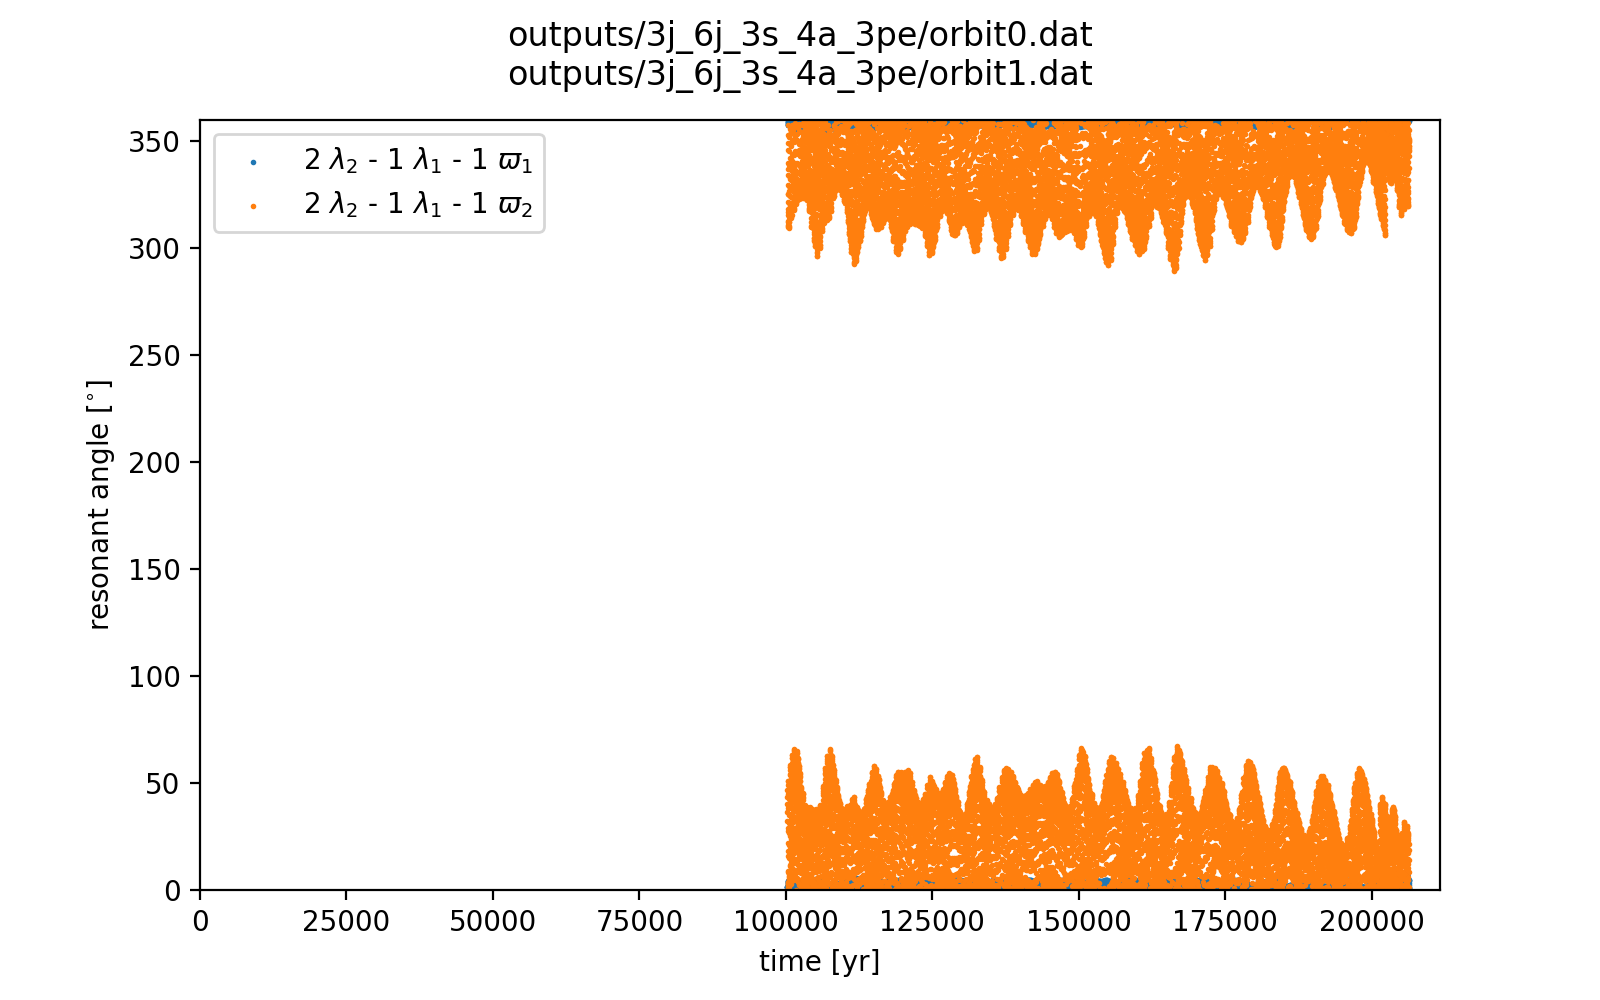 outputs/3j_6j_3s_4a_3pe/orbit0.dat
outputs/3j_6j_3s_4a_3pe/orbit1.dat
350
300
250
200
150
100
50
0
resonant angle [°]
2 λ₂ - 1 λ₁ - 1 ϖ₁
2 λ₂ - 1 λ₁ - 1 ϖ₂
0 25000 50000 75000 100000 125000 150000 175000 200000
time [yr]